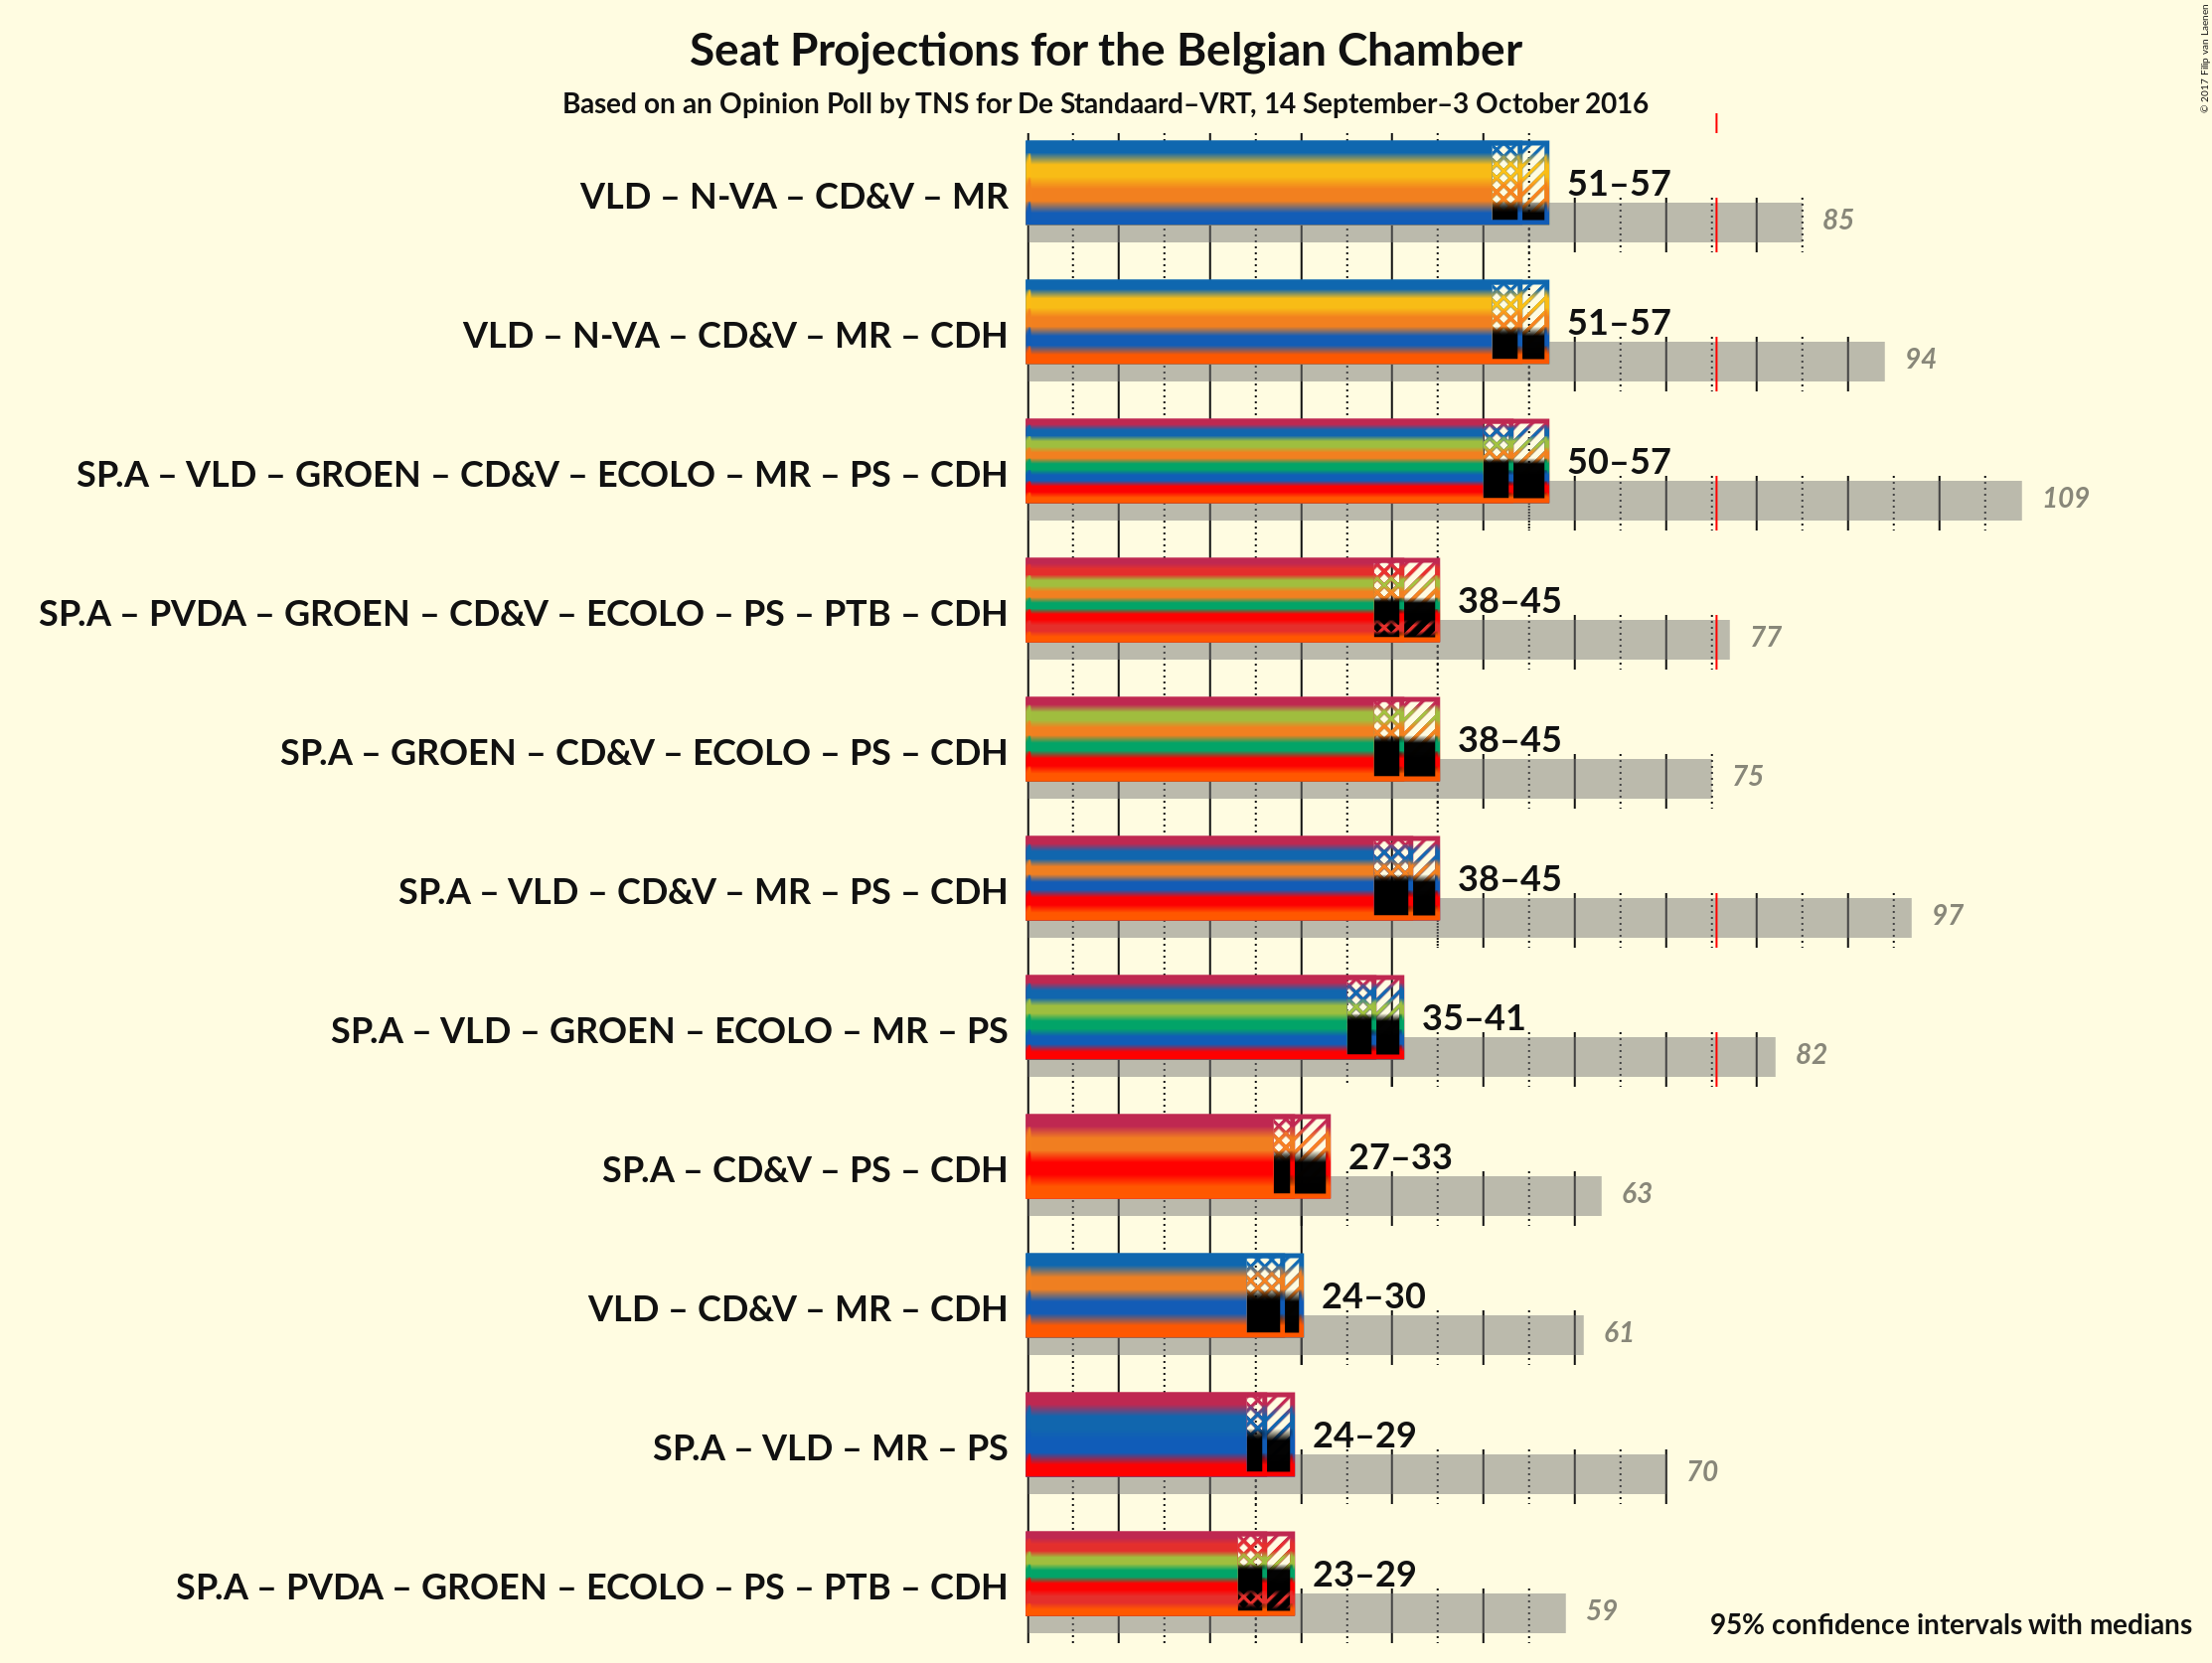 Seat Projections for the Belgian Chamber
Based on an Opinion Poll by TNS for De Standaard–VRT, 14 September–3 October 2016
© 2017 Filip van Laenen
VLD – N-VA – CD&V – MR
51–57
85
VLD – N-VA – CD&V – MR – CDH
51–57
94
SP.A – VLD – GROEN – CD&V – ECOLO – MR – PS – CDH
50–57
109
SP.A – PVDA – GROEN – CD&V – ECOLO – PS – PTB – CDH
38–45
77
SP.A – GROEN – CD&V – ECOLO – PS – CDH
38–45
75
SP.A – VLD – CD&V – MR – PS – CDH
38–45
97
SP.A – VLD – GROEN – ECOLO – MR – PS
35–41
82
SP.A – CD&V – PS – CDH
27–33
63
VLD – CD&V – MR – CDH
24–30
61
SP.A – VLD – MR – PS
24–29
70
SP.A – PVDA – GROEN – ECOLO – PS – PTB – CDH
23–29
59
95% confidence intervals with medians